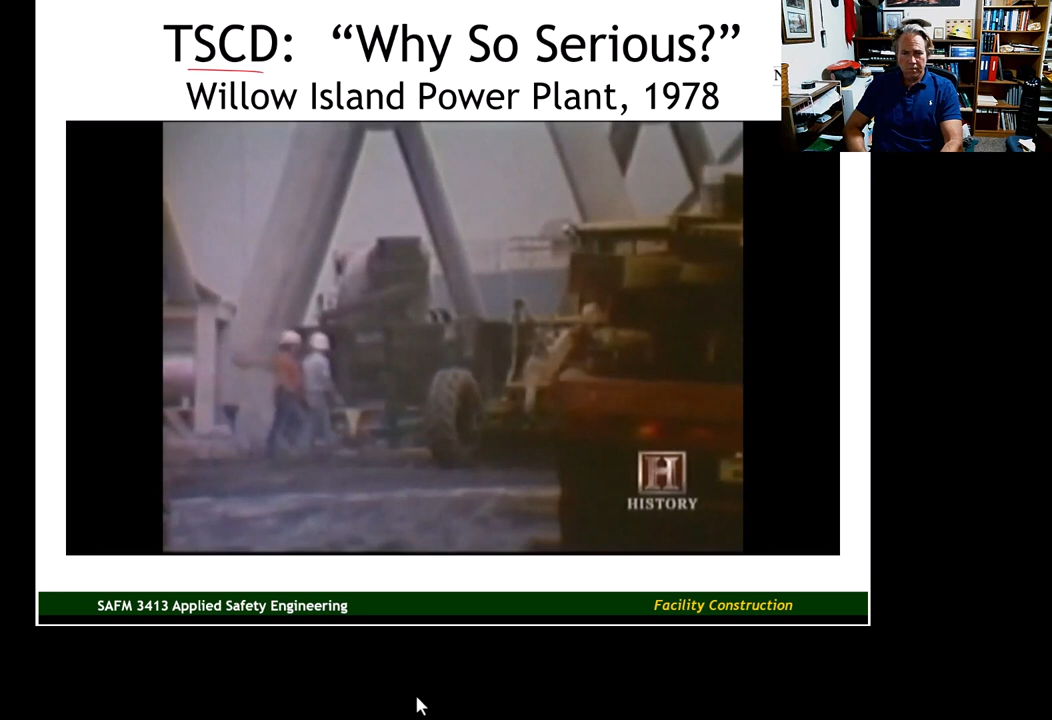 TSCD: “Why So Serious?”
Willow Island Power Plant, 1978
N
H
HISTORY
SAFM 3413 Applied Safety Engineering
Facility Construction